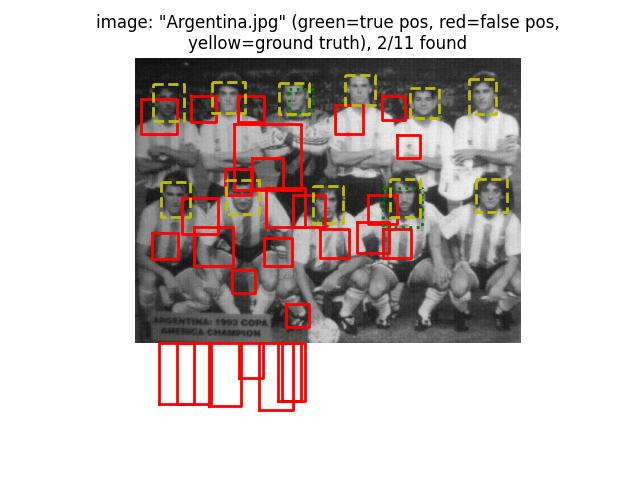 image: "Argentina.jpg" (green=true pos, red=false pos,
yellow=ground truth), 2/11 found
ARGENTINA: 1993 COPA
AMERICA CHAMPION